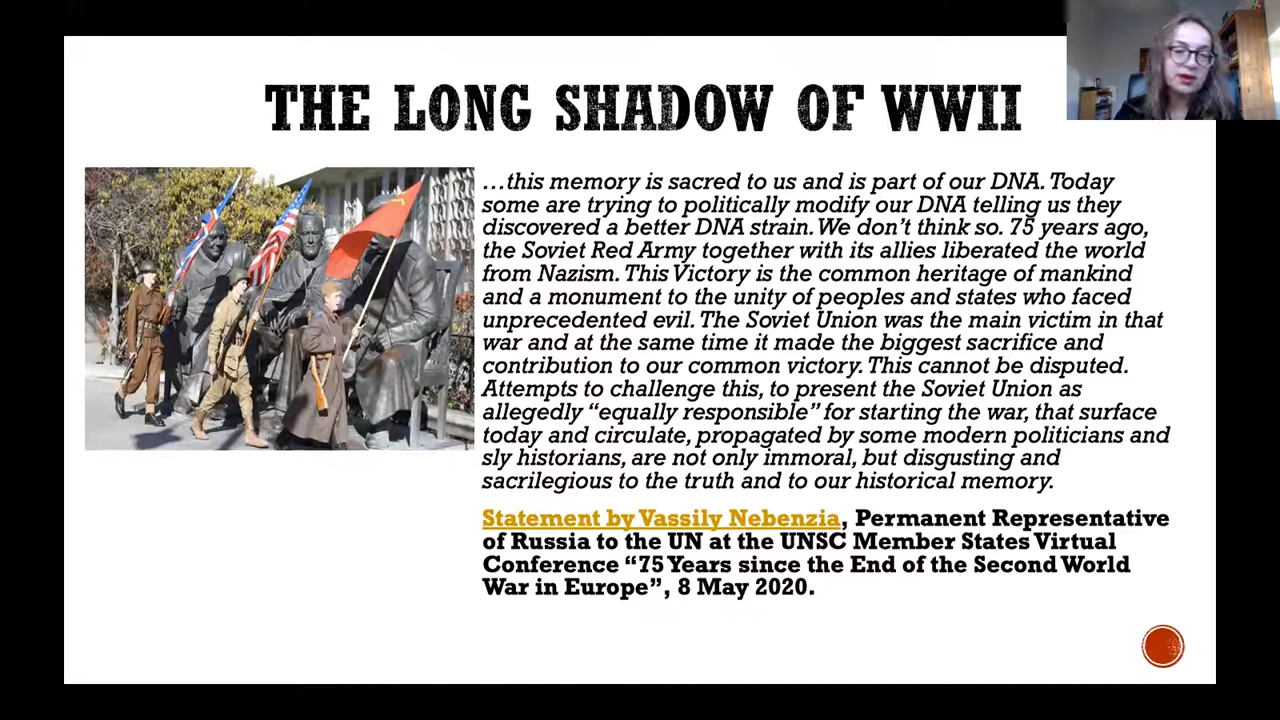 THE LONG SHADOW OF WWII
…this memory is sacred to us and is part of our DNA. Today
some are trying to politically modify our DNA telling us they
discovered a better DNA strain. We don't think so. 75 years ago,
the Soviet Red Army together with its allies liberated the world
from Nazism. This Victory is the common heritage of mankind
and a monument to the unity of peoples and states who faced
unprecedented evil. The Soviet Union was the main victim in that
war and at the same time it made the biggest sacrifice and
contribution to our common victory. This cannot be disputed.
Attempts to challenge this, to present the Soviet Union as
allegedly “equally responsible” for starting the war, that surface
today and circulate, propagated by some modern politicians and
sly historians, are not only immoral, but disgusting and
sacrilegious to the truth and to our historical memory.
Statement by Vassily Nebenzia, Permanent Representative
of Russia to the UN at the UNSC Member States Virtual
Conference “75 Years since the End of the Second World
War in Europe”, 8 May 2020.